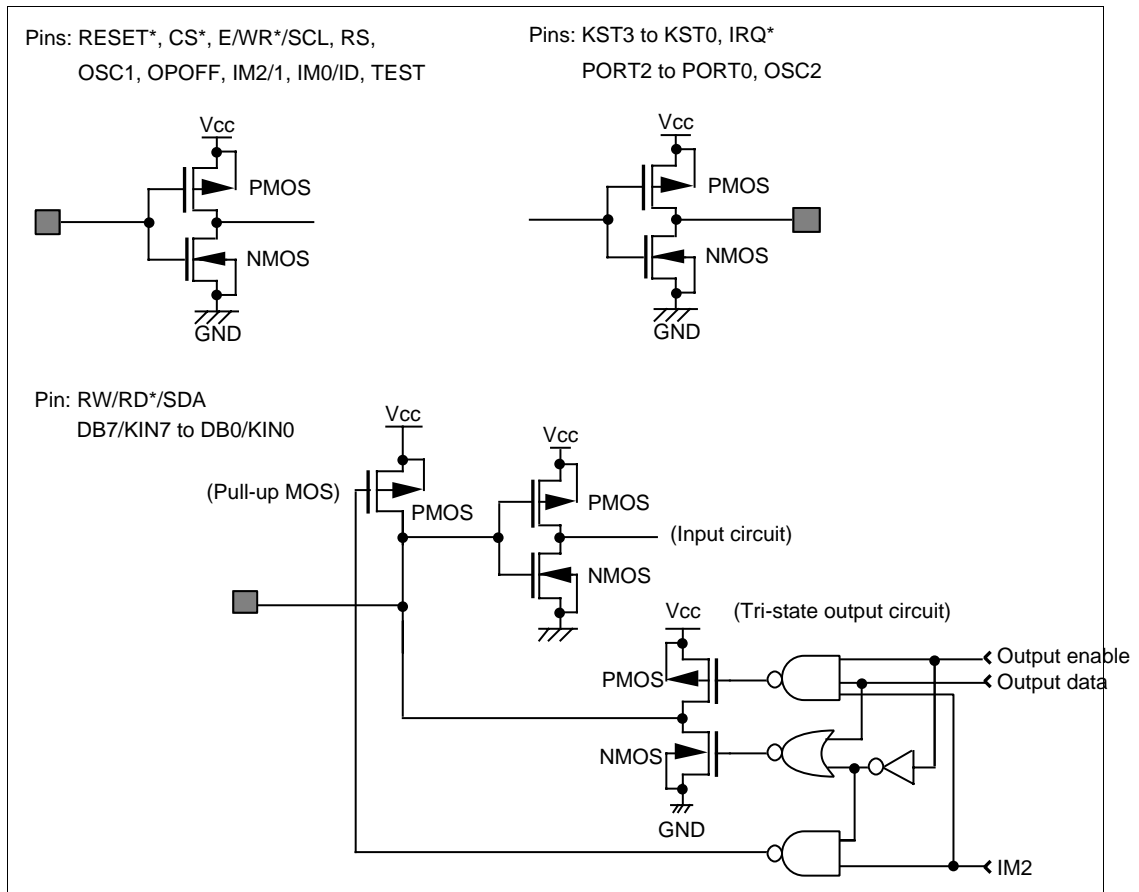 Pins: RESET*, CS*, E/WR*/SCL, RS,
OSC1, OPOFF, IM2/1, IM0/ID, TEST
Vcc
PMOS
NMOS
GND
Pins: KST3 to KST0, IRQ*
PORT2 to PORT0, OSC2
Vcc
PMOS
NMOS
GND
Pin: RW/RD*/SDA
DB7/KIN7 to DB0/KIN0
Vcc
(Pull-up MOS)
PMOS
Vcc
PMOS
(Input circuit)
NMOS
Vcc
(Tri-state output circuit)
PMOS
Output enable
Output data
NMOS
GND
IM2